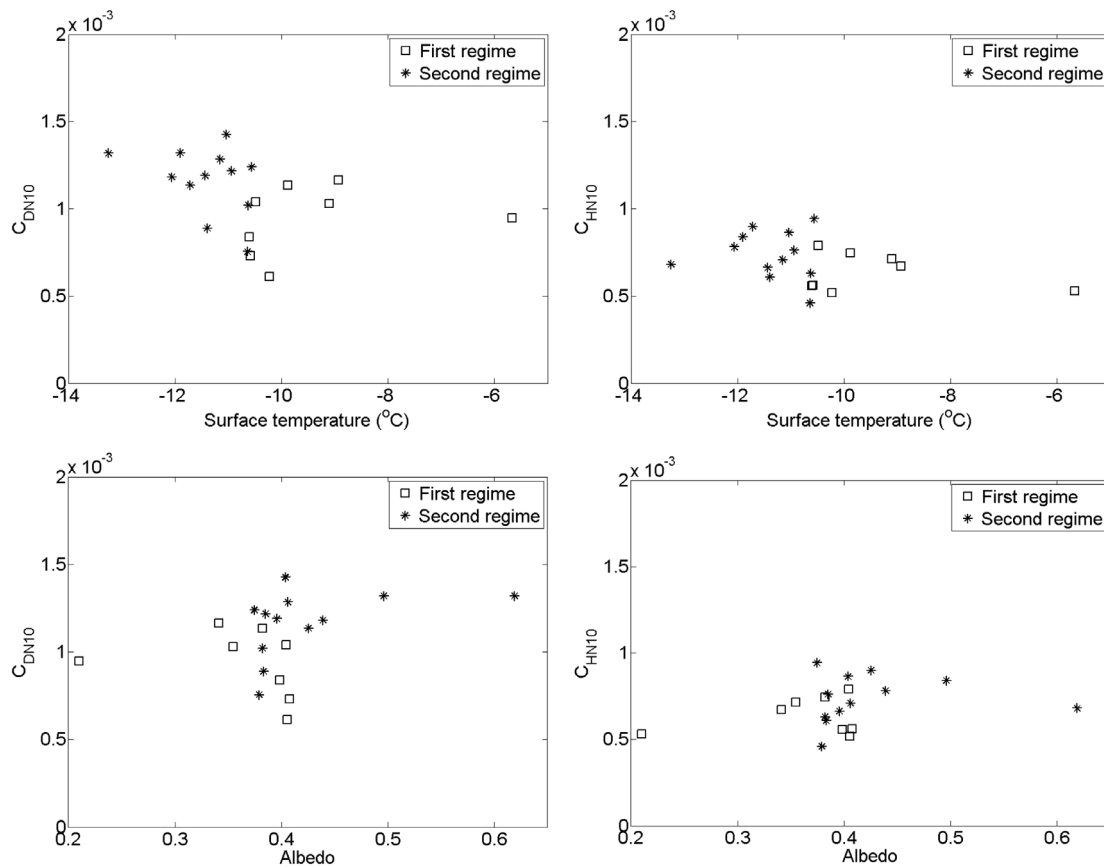 2 x 10⁻³
First regime
Second regime
1.5
1
0.5
0
C_DN10
-14 -12 -10 -8 -6
Surface temperature (°C)
2 x 10⁻³
First regime
Second regime
1.5
1
0.5
0
C_HN10
-14 -12 -10 -8 -6
Surface temperature (°C)
2 x 10⁻³
First regime
Second regime
1.5
1
0.5
0
C_DN10
0.2 0.3 0.4 0.5 0.6
Albedo
2 x 10⁻³
First regime
Second regime
1.5
1
0.5
0
C_HN10
0.2 0.3 0.4 0.5 0.6
Albedo